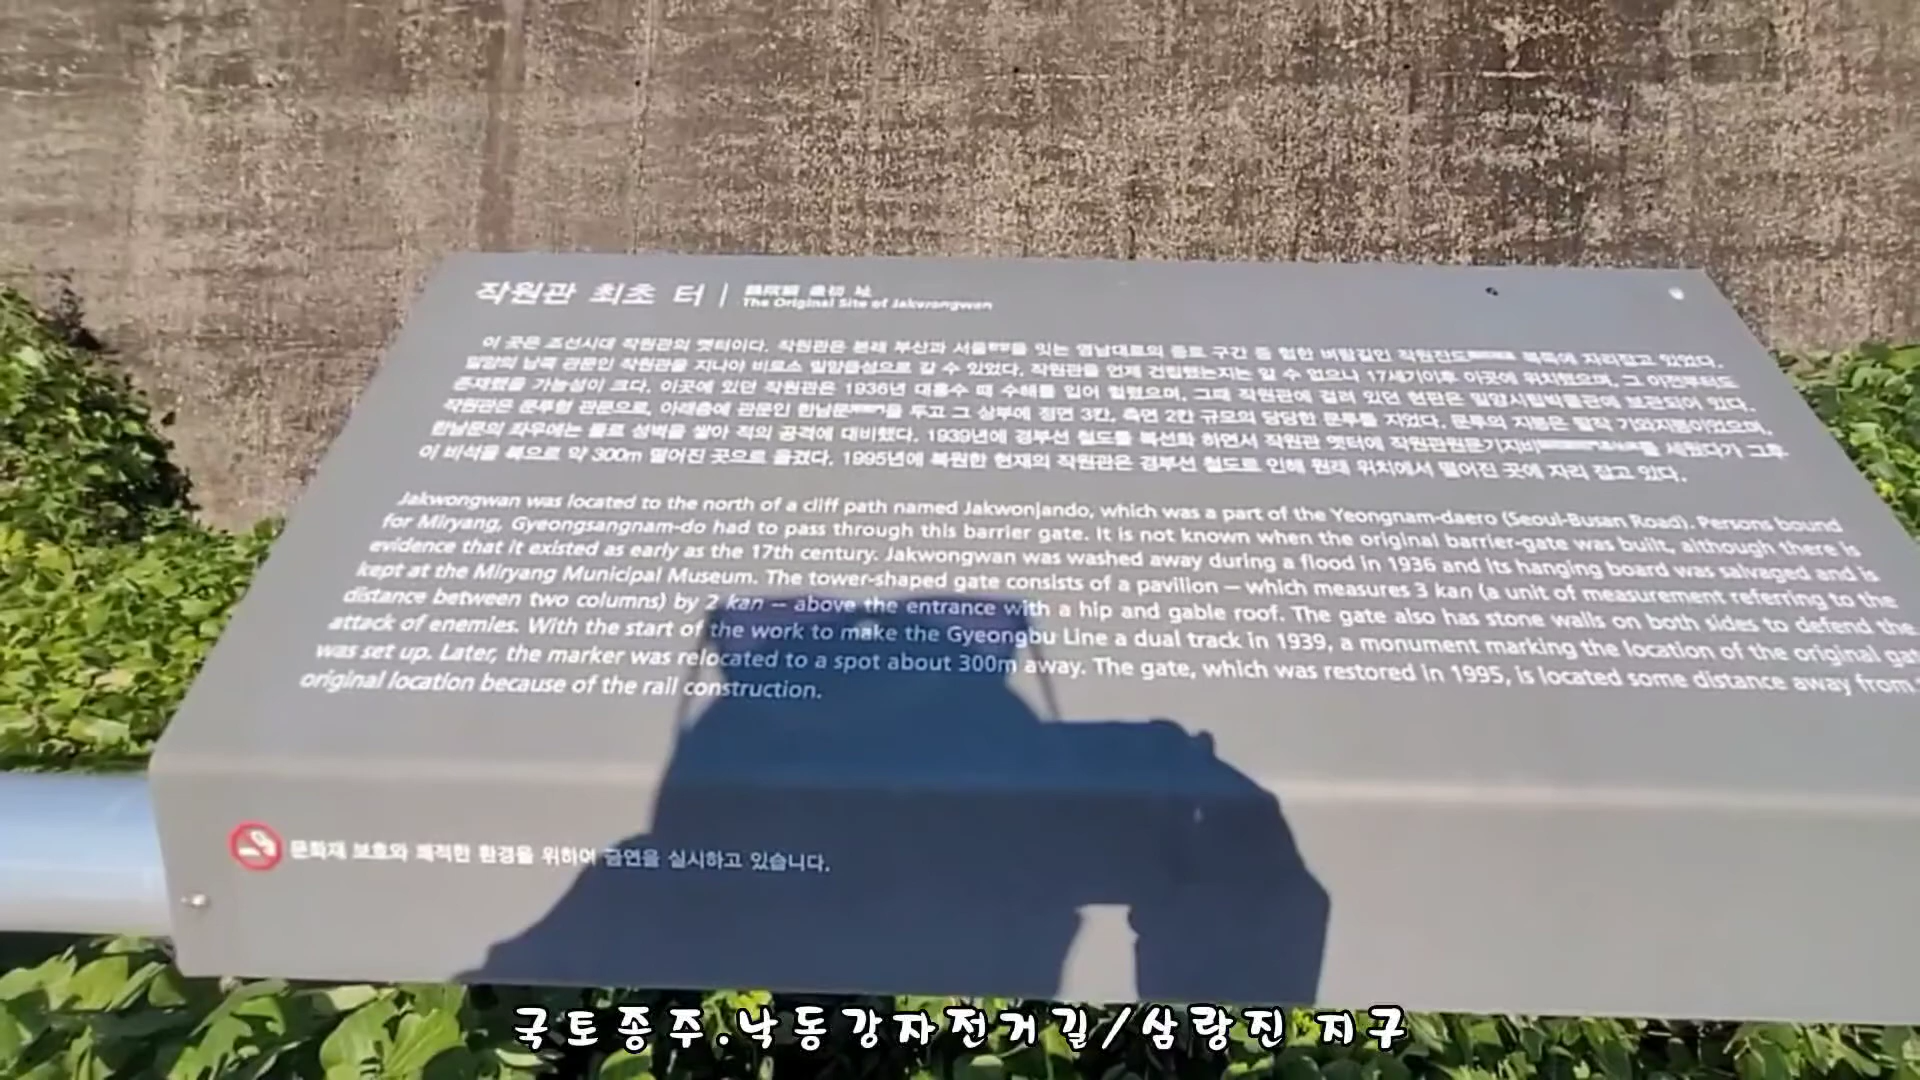 작원관 최초 터
The Original Site of Jakwongwan
이 곳은 조선시대 작원관의 옛터이다. 작원관은 본래 부산과 서울을 잇는 영남대로의 중로 구간 중 험한 벼랑길인 작원잔도 북쪽에 자리잡고 있었다.
밀양의 남쪽 관문인 작원관을 지나야 비로소 밀양읍성으로 갈 수 있었다. 작원관을 언제 건립했는지는 알 수 없으나 17세기이후 이곳에 위치했으며, 그 이전부터도
존재했을 가능성이 크다. 이곳에 있던 작원관은 1936년 대홍수 때 수해를 입어 헐렸으며, 그때 작원관에 걸려 있던 현판은 밀양시립박물관에 보관되어 있다.
작원관은 문루형 관문으로, 아래층에 관문인 한남문을 두고 그 상부에 정면 3칸, 측면 2칸 규모의 당당한 문루를 지었다. 문루의 지붕은 팔작 기와지붕이었으며,
한남문의 좌우에는 돌로 성벽을 쌓아 적의 공격에 대비했다. 1939년에 경부선 철도를 복선화 하면서 작원관 옛터에 작원관원문기지비를 세웠다가 그후
이 비석을 북으로 약 300m 떨어진 곳으로 옮겼다. 1995년에 복원한 현재의 작원관은 경부선 철도로 인해 원래 위치에서 떨어진 곳에 자리 잡고 있다.
Jakwongwan was located to the north of a cliff path named Jakwonjando, which was a part of the Yeongnam-daero (Seoul-Busan Road). Persons bound
for Miryang, Gyeongsangnam-do had to pass through this barrier gate. It is not known when the original barrier-gate was built, although there is
evidence that it existed as early as the 17th century. Jakwongwan was washed away during a flood in 1936 and its hanging board was salvaged and is
kept at the Miryang Municipal Museum. The tower-shaped gate consists of a pavilion – which measures 3 kan (a unit of measurement referring to the
distance between two columns) by 2 kan – above the entrance with a hip and gable roof. The gate also has stone walls on both sides to defend the
attack of enemies. With the start of the work to make the Gyeongbu Line a dual track in 1939, a monument marking the location of the original gat
was set up. Later, the marker was relocated to a spot about 300m away. The gate, which was restored in 1995, is located some distance away from
original location because of the rail construction.
문화재 보호와 쾌적한 환경을 위하여 금연을 실시하고 있습니다.
국토종주.낙동강자전거길/삼랑진 지구